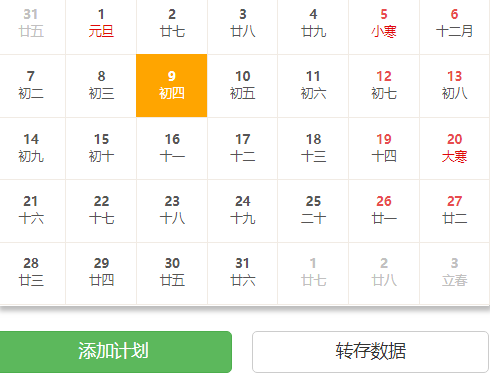 31 1 2 3 4 5 6
廿五 元旦 廿七 廿八 廿九 小寒 十二月
7 8 9 10 11 12 13
初二 初三 初四 初五 初六 初七 初八
14 15 16 17 18 19 20
初九 初十 十一 十二 十三 十四 大寒
21 22 23 24 25 26 27
十六 十七 十八 十九 二十 廿一 廿二
28 29 30 31 1 2 3
廿三 廿四 廿五 廿六 廿七 廿八 立春
添加计划 转存数据